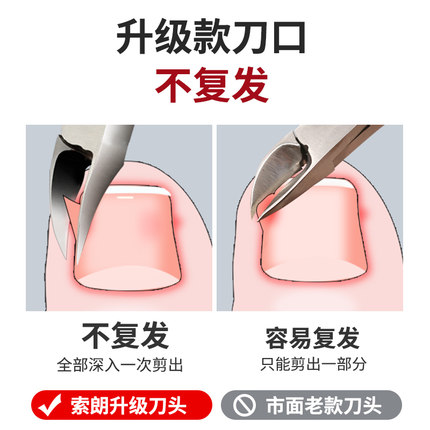 升级款刀口
不复发
不复发
全部深入一次剪出
索朗升级刀头
容易复发
只能剪出一部分
市面老款刀头